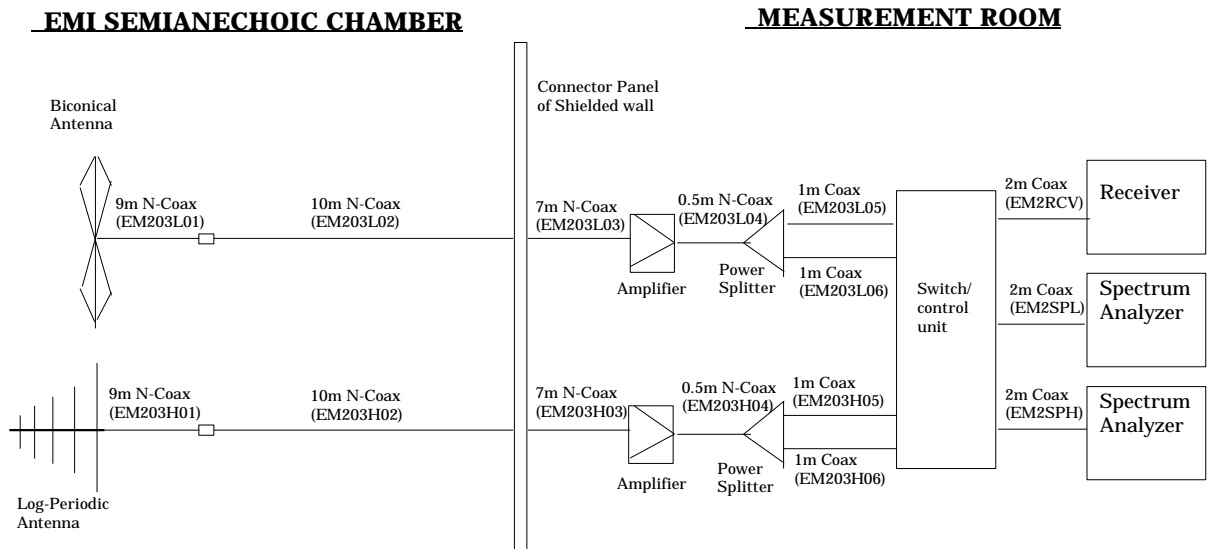 EMI SEMIANECHOIC CHAMBER
MEASUREMENT ROOM
Connector Panel
of Shielded wall
Biconical
Antenna
9m N-Coax
(EM203L01)
10m N-Coax
(EM203L02)
7m N-Coax
(EM203L03)
Amplifier
0.5m N-Coax
(EM203L04)
Power
Splitter
1m Coax
(EM203L05)
1m Coax
(EM203L06)
Switch/
control
unit
2m Coax
(EM2RCV)
Receiver
2m Coax
(EM2SPL)
Spectrum
Analyzer
Log-Periodic
Antenna
9m N-Coax
(EM203H01)
10m N-Coax
(EM203H02)
7m N-Coax
(EM203H03)
Amplifier
0.5m N-Coax
(EM203H04)
Power
Splitter
1m Coax
(EM203H05)
1m Coax
(EM203H06)
2m Coax
(EM2SPH)
Spectrum
Analyzer